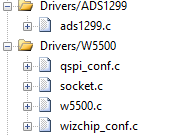 Drivers/ADS1299
ads1299.c
Drivers/W5500
qspi_conf.c
socket.c
w5500.c
wizchip_conf.c